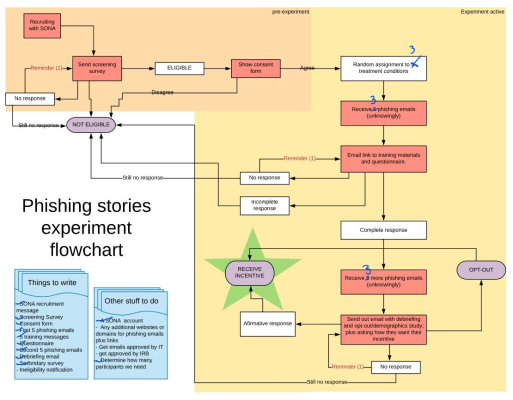 pre-experiment
Experiment active
Recruiting
with SONA
3
Send screening
survey
ELIGIBLE
Show consent
form
Agree
Random assignment to
treatment conditions
Reminder (1)
No response
Disagree
Still no response
NOT ELIGIBLE
3
Receive phishing emails
(unknowingly)
Email link to training materials
and questionnaire.
Reminder (1)
No response
Still no response
Incomplete
response
Phishing stories
experiment
flowchart
Complete response
RECEIVE
INCENTIVE
3
Receive more phishing emails
(unknowingly)
OPT-OUT
Afirmative response
Send out email with debriefing
and opt-out/demographics study,
plus asking how they want their
incentive
Reminder (1)
No response
Still no response
Things to write
- SONA recruitment
message
- Screening Survey
- Consent form
- First 5 phishing emails
- 5 training messages
- Questionnaire
- Second 5 phishing emails
- Debriefing email
- Secondary survey
- Ineligibility notification
Other stuff to do
- A SONA account
- Any additional websites or
domains for phishing emails
plus links
- Get emails approved by IT
- get approved by IRB
- Determine how many
participants we need